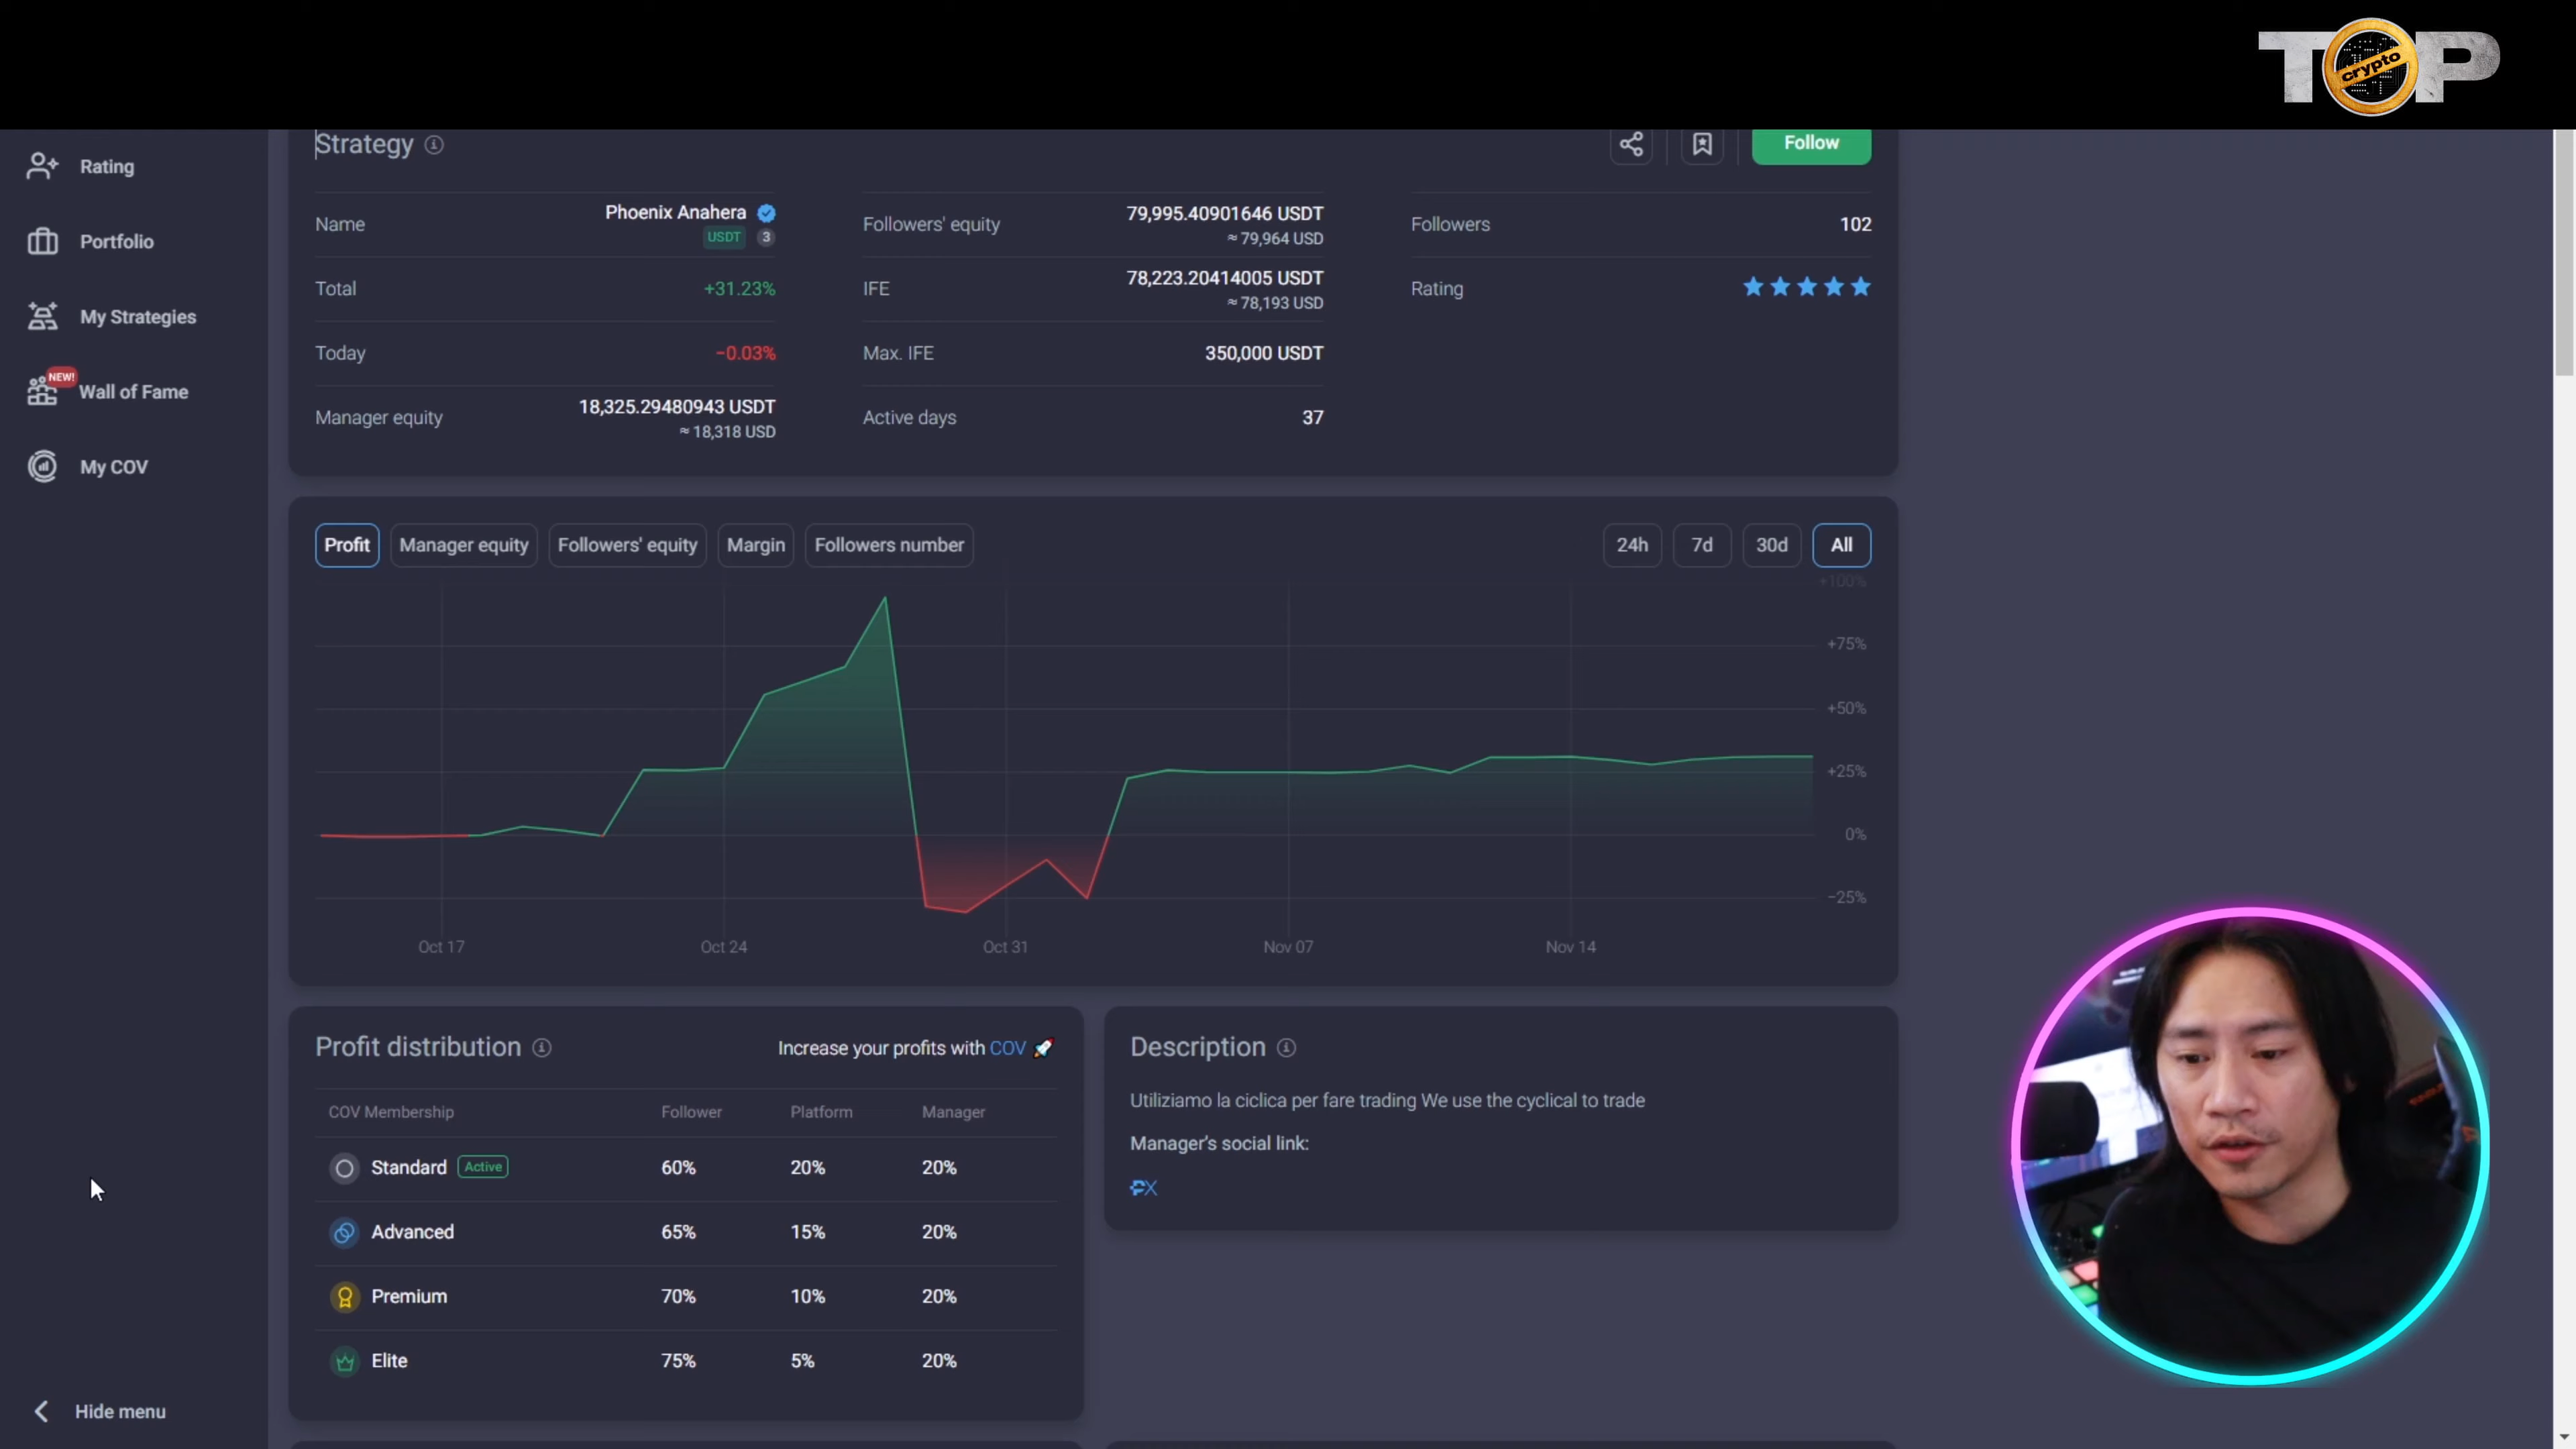 TOP
crypto
Strategy
Follow
Rating
Portfolio
My Strategies
NEW!
Wall of Fame
My COV
Hide menu
Name
Phoenix Anahera
USDT 3
Total
+31.23%
Today
−0.03%
Manager equity
18,325.29480943 USDT
≈ 18,318 USD
Followers' equity
79,995.40901646 USDT
≈ 79,964 USD
IFE
78,223.20414005 USDT
≈ 78,193 USD
Max. IFE
350,000 USDT
Active days
37
Followers
102
Rating
Profit Manager equity Followers' equity Margin Followers number
24h 7d 30d All
+100%
+75%
+50%
+25%
0%
−25%
Oct 17 Oct 24 Oct 31 Nov 07 Nov 14
Profit distribution
Increase your profits with COV
COV Membership Follower Platform Manager
Standard Active 60% 20% 20%
Advanced 65% 15% 20%
Premium 70% 10% 20%
Elite 75% 5% 20%
Description
Utiliziamo la ciclica per fare trading We use the cyclical to trade
Manager's social link: